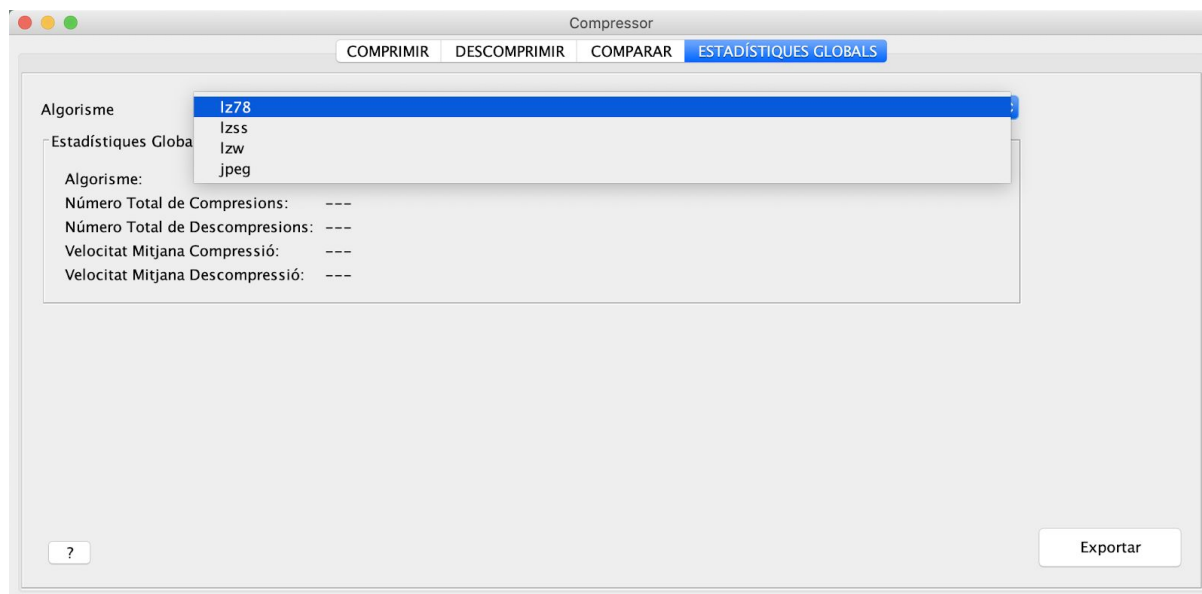 Compressor
COMPRIMIR DESCOMPRIMIR COMPARAR ESTADÍSTIQUES GLOBALS
Algorisme
lz78
lzss
lzw
jpeg
Estadístiques Globa
Algorisme:
Número Total de Compresions: ---
Número Total de Descompresions: ---
Velocitat Mitjana Compressió: ---
Velocitat Mitjana Descompressió: ---
? Exportar